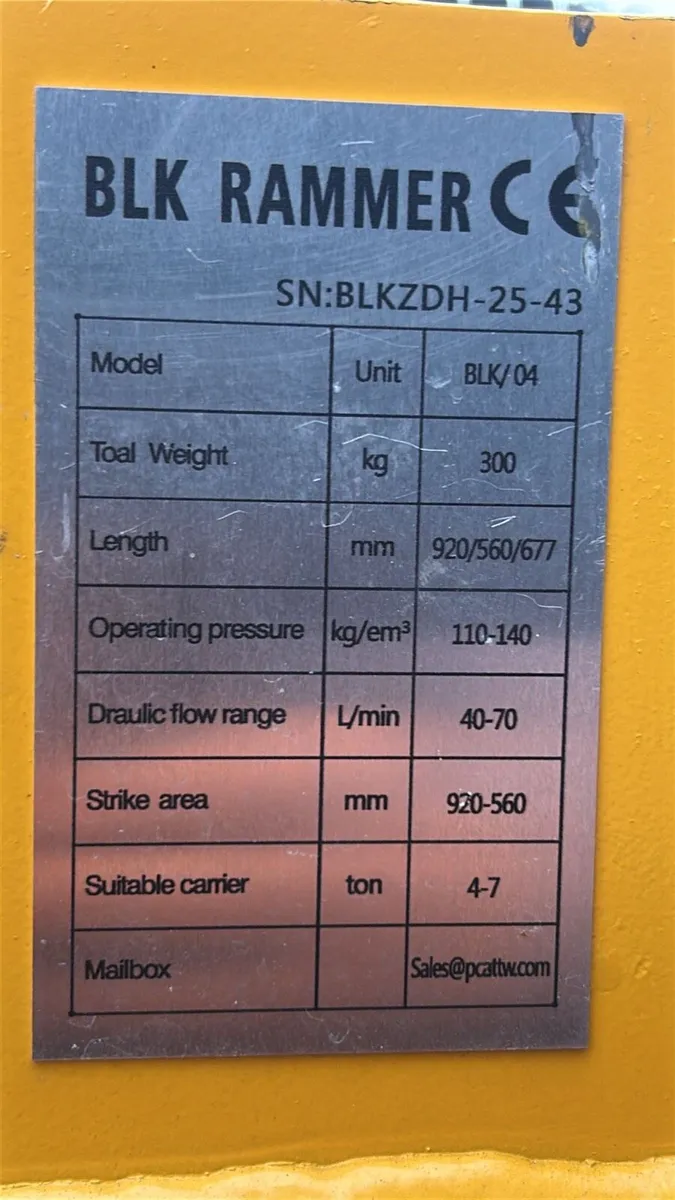 BLK RAMMER CE
SN:BLKZDH-25-43
Model Unit BLK/04
Toal Weight kg 300
Length mm 920/560/677
Operating pressure kg/em³ 110-140
Draulic flow range L/min 40-70
Strike area mm 920-560
Suitable carrier ton 4-7
Mailbox Sales@pcattw.com